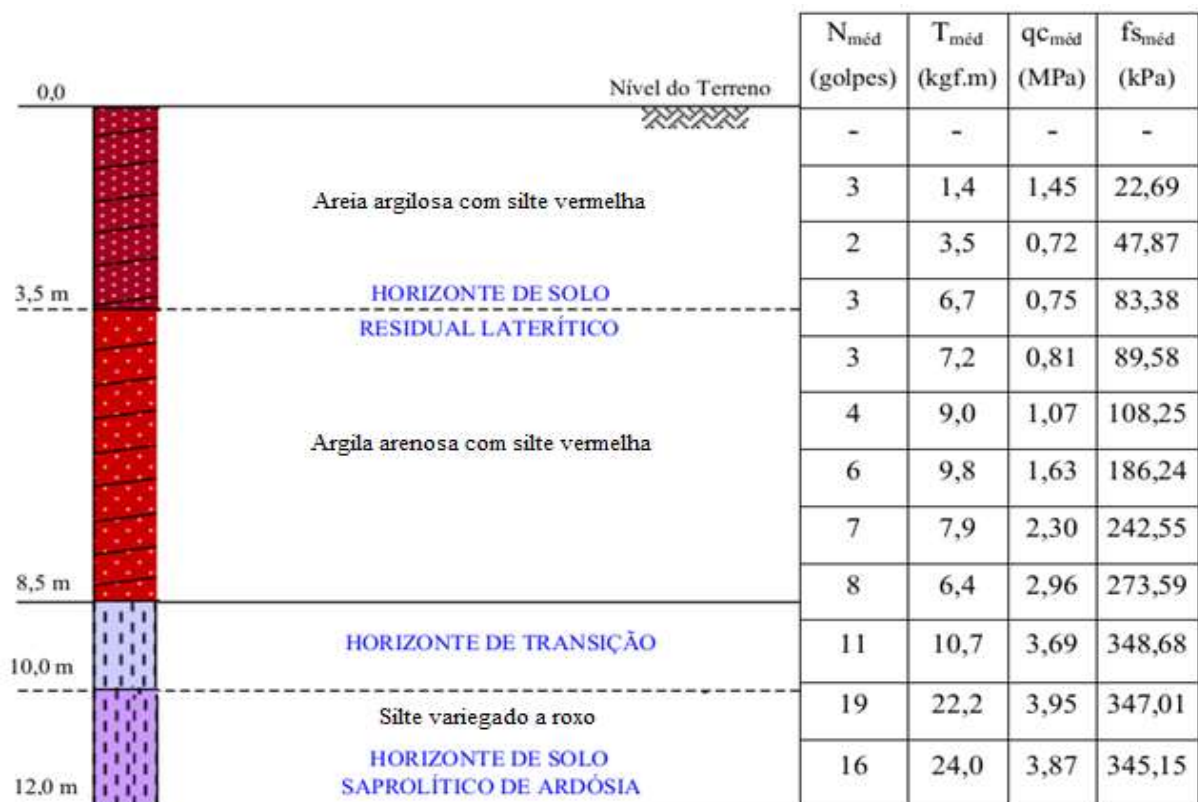 N méd T méd qc méd fs méd
(golpes) (kgf.m) (MPa) (kPa)
0,0 Nível do Terreno
- - - -
Areia argilosa com silte vermelha
3 1,4 1,45 22,69
2 3,5 0,72 47,87
3,5 m HORIZONTE DE SOLO
RESIDUAL LATERÍTICO
3 6,7 0,75 83,38
3 7,2 0,81 89,58
4 9,0 1,07 108,25
Argila arenosa com silte vermelha
6 9,8 1,63 186,24
7 7,9 2,30 242,55
8,5 m
8 6,4 2,96 273,59
HORIZONTE DE TRANSIÇÃO
11 10,7 3,69 348,68
10,0 m
Silte variegado a roxo
19 22,2 3,95 347,01
HORIZONTE DE SOLO
SAPROLÍTICO DE ARDÓSIA
16 24,0 3,87 345,15
12,0 m